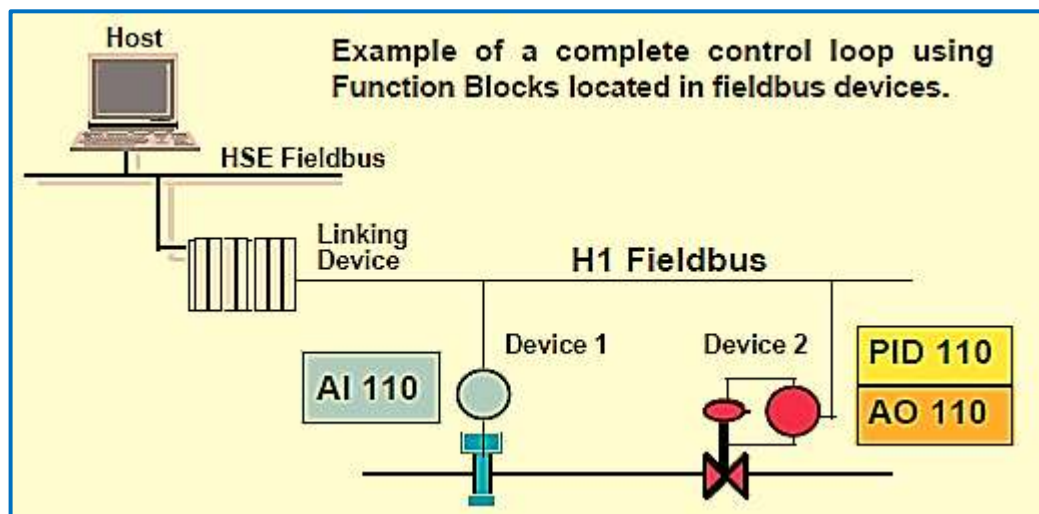 Host
Example of a complete control loop using
Function Blocks located in fieldbus devices.
HSE Fieldbus
Linking
Device
H1 Fieldbus
Device 1
Device 2
AI 110
PID 110
AO 110